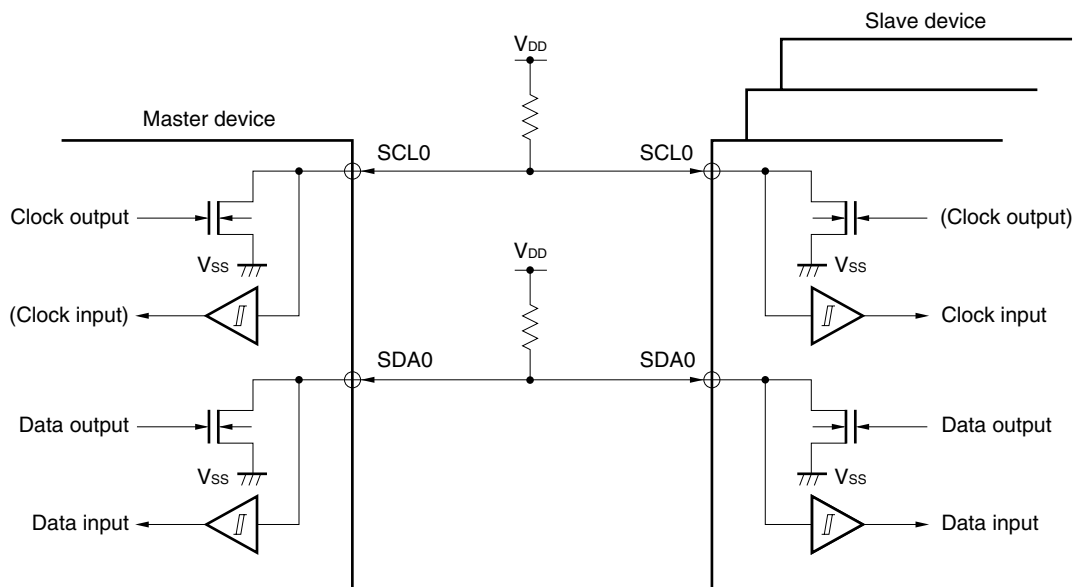 Slave device
VDD
Master device
SCL0
SCL0
Clock output
(Clock output)
VSS
VDD
VSS
(Clock input)
Clock input
SDA0
SDA0
Data output
Data output
VSS
VSS
Data input
Data input